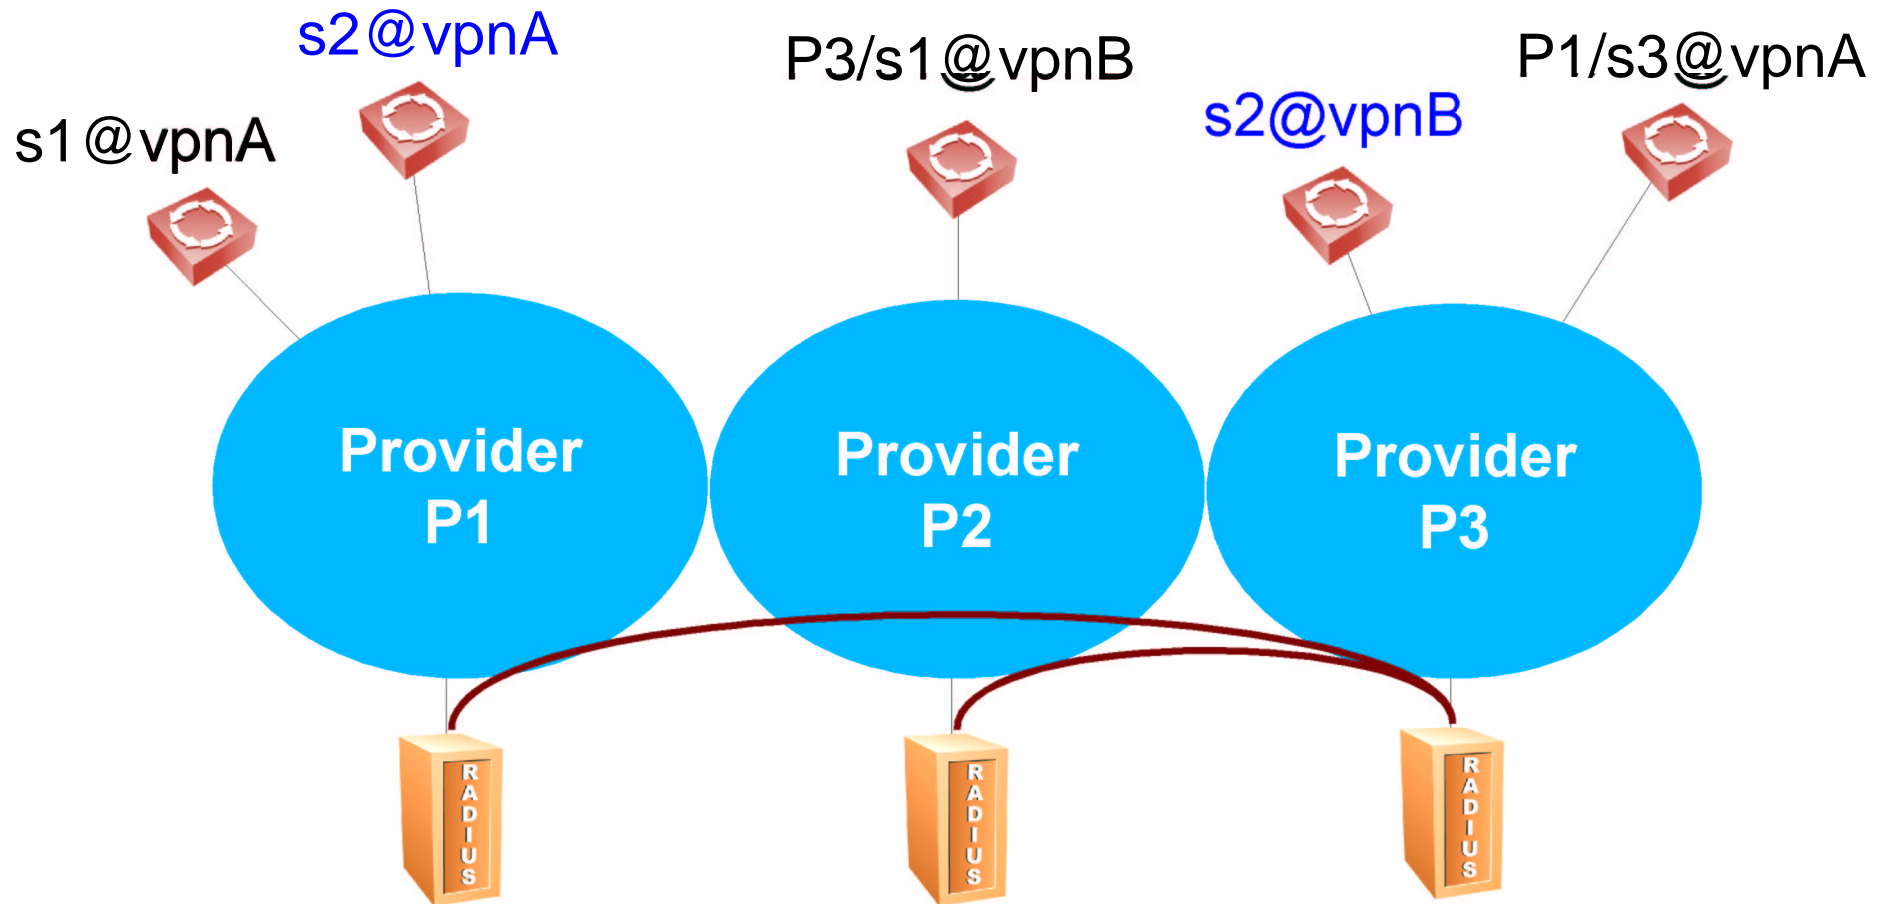 s2@vpnA
P3/s1@vpnB
P1/s3@vpnA
s2@vpnB
s1@vpnA
Provider
P1
Provider
P2
Provider
P3
RADIUS
RADIUS
RADIUS